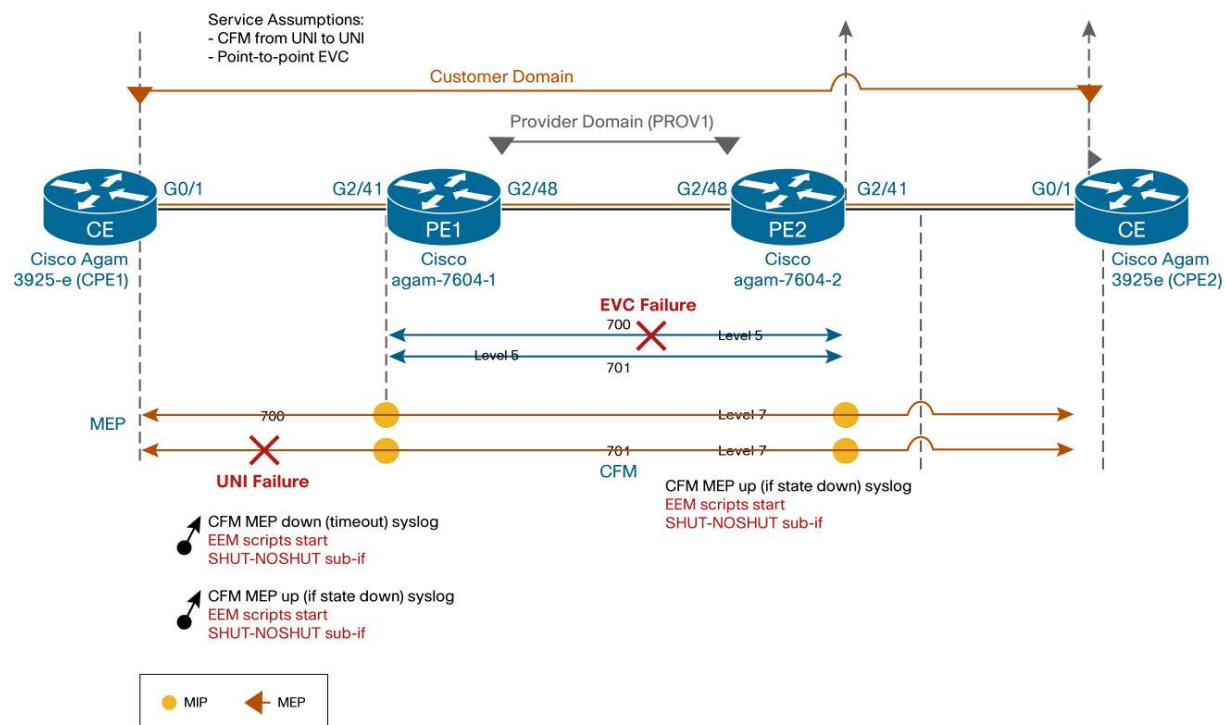 Service Assumptions:
- CFM from UNI to UNI
- Point-to-point EVC
Customer Domain
Provider Domain (PROV1)
G0/1
G2/41
G2/48
G2/48
G2/41
G0/1
CE
PE1
PE2
CE
Cisco Agam
3925-e (CPE1)
Cisco
agam-7604-1
Cisco
agam-7604-2
Cisco Agam
3925e (CPE2)
EVC Failure
700
Level 5
Level 5
701
MEP
700
Level 7
701
Level 7
CFM
UNI Failure
CFM MEP up (if state down) syslog
EEM scripts start
SHUT-NOSHUT sub-if
CFM MEP down (timeout) syslog
EEM scripts start
SHUT-NOSHUT sub-if
CFM MEP up (if state down) syslog
EEM scripts start
SHUT-NOSHUT sub-if
MIP
MEP